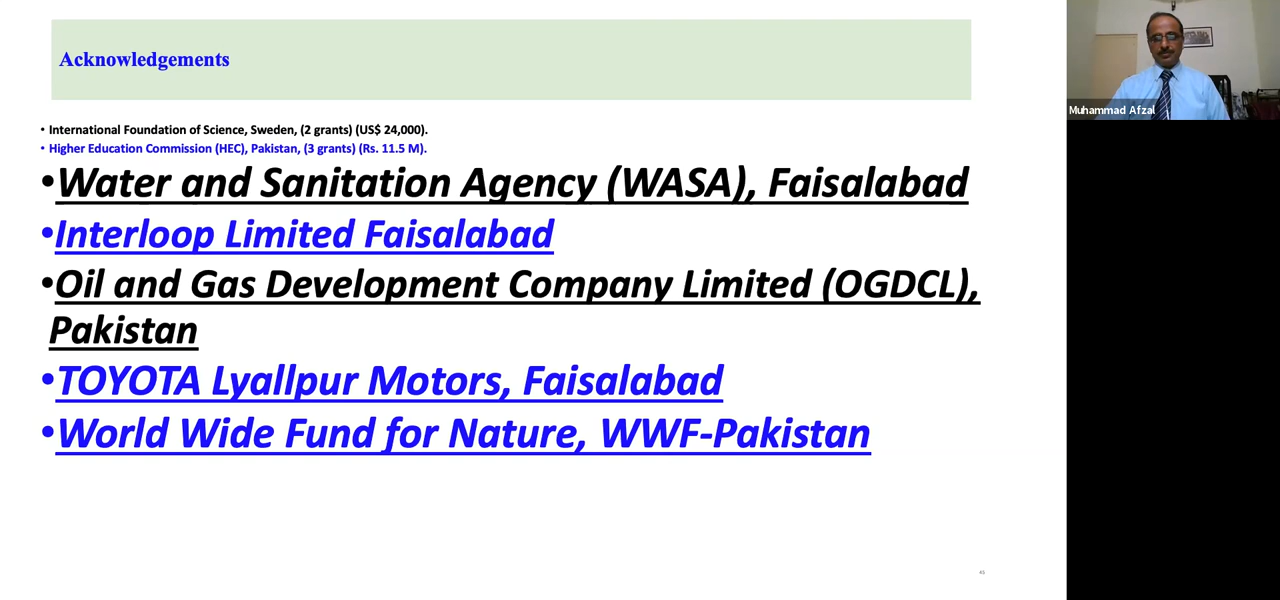 Acknowledgements
• International Foundation of Science, Sweden, (2 grants) (US$ 24,000).
• Higher Education Commission (HEC), Pakistan, (3 grants) (Rs. 11.5 M).
•Water and Sanitation Agency (WASA), Faisalabad
•Interloop Limited Faisalabad
•Oil and Gas Development Company Limited (OGDCL),
Pakistan
•TOYOTA Lyallpur Motors, Faisalabad
•World Wide Fund for Nature, WWF-Pakistan
Muhammad Afzal